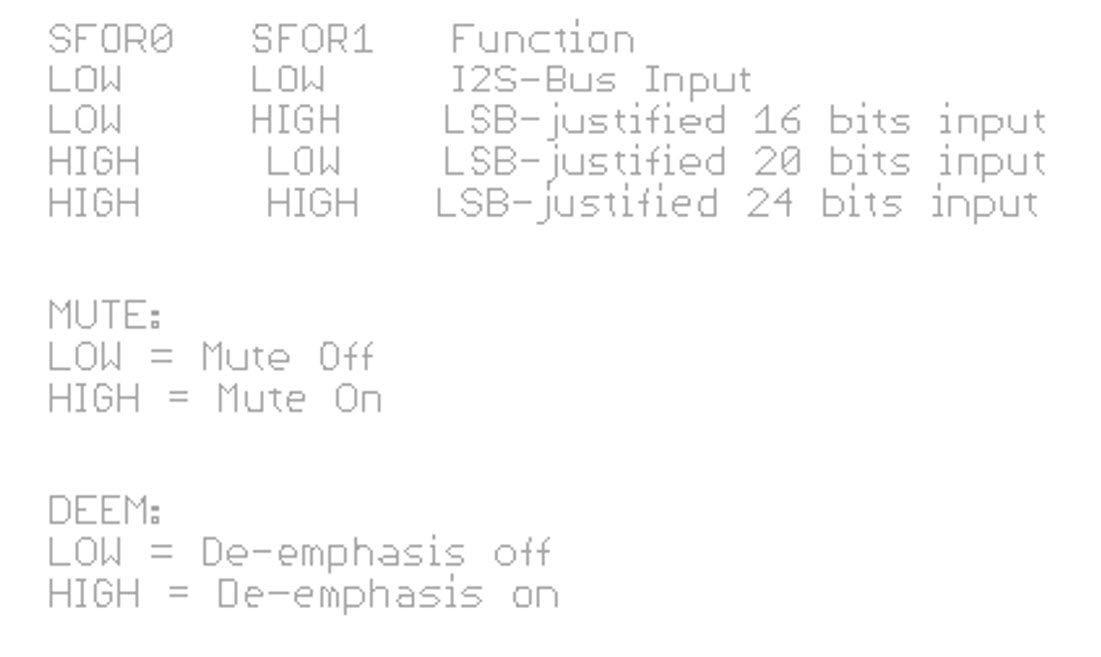 SFOR0 SFOR1 Function
LOW LOW I2S-Bus Input
LOW HIGH LSB-justified 16 bits input
HIGH LOW LSB-justified 20 bits input
HIGH HIGH LSB-justified 24 bits input
MUTE:
LOW = Mute Off
HIGH = Mute On
DEEM:
LOW = De-emphasis off
HIGH = De-emphasis on